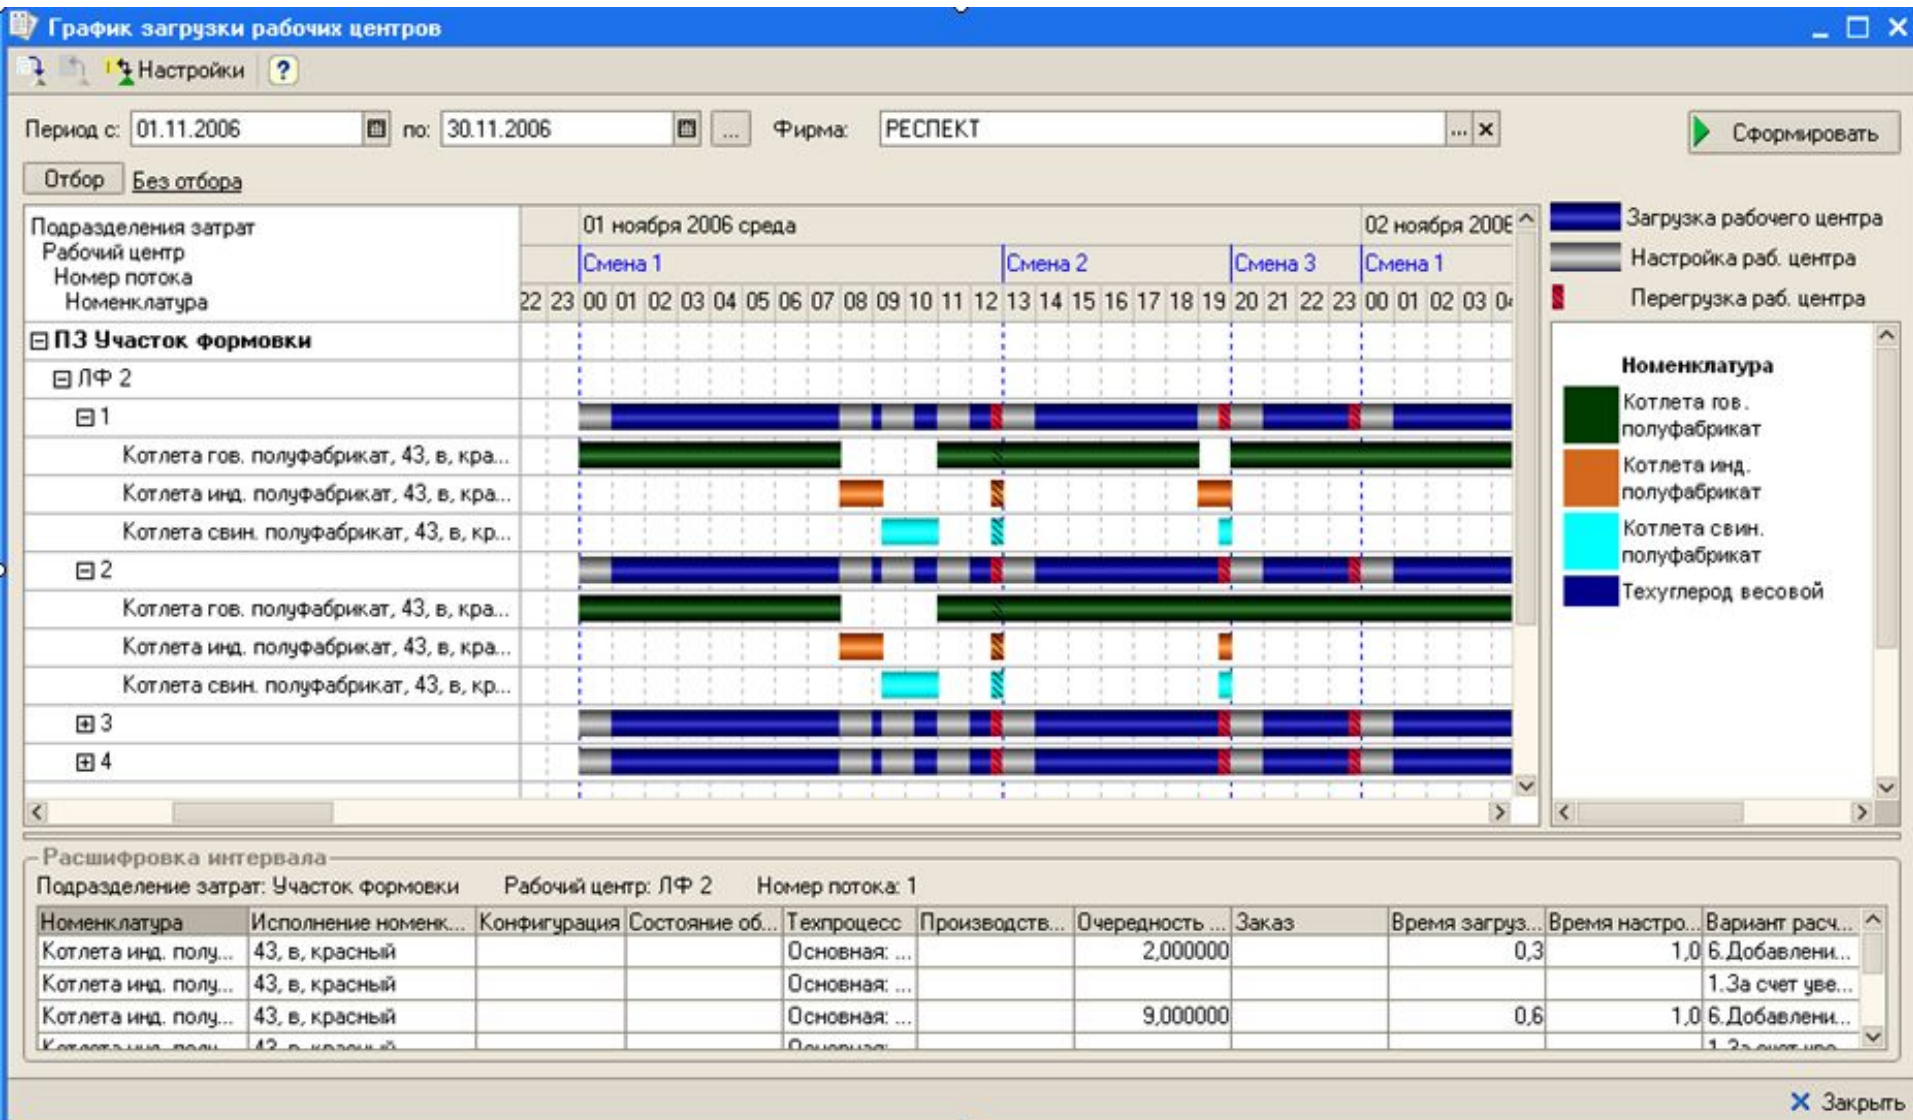 График загрузки рабочих центров
Настройки ?
Период с: 01.11.2006 по: 30.11.2006 ... Фирма: РЕСПЕКТ ... Сформировать
Отбор Без отбора
Подразделения затрат
Рабочий центр
Номер потока
Номенклатура
01 ноября 2006 среда 02 ноября 2006
Смена 1 Смена 2 Смена 3 Смена 1
22 23 00 01 02 03 04 05 06 07 08 09 10 11 12 13 14 15 16 17 18 19 20 21 22 23 00 01 02 03
ПЗ Участок формовки
ЛФ 2
1
Котлета гов. полуфабрикат, 43, в, кра...
Котлета инд. полуфабрикат, 43, в, кра...
Котлета свин. полуфабрикат, 43, в, кр...
2
Котлета гов. полуфабрикат, 43, в, кра...
Котлета инд. полуфабрикат, 43, в, кра...
Котлета свин. полуфабрикат, 43, в, кр...
3
4
Загрузка рабочего центра
Настройка раб. центра
Перегрузка раб. центра
Номенклатура
Котлета гов.
полуфабрикат
Котлета инд.
полуфабрикат
Котлета свин.
полуфабрикат
Техуглерод весовой
Расшифровка интервала
Подразделение затрат: Участок формовки Рабочий центр: ЛФ 2 Номер потока: 1
Номенклатура Исполнение номенк... Конфигурация Состояние об... Техпроцесс Производств... Очередность ... Заказ Время загруз... Время настро... Вариант расч...
Котлета инд. полу... 43, в, красный Основная: ... 2,000000 0,3 1,0 6.Добавлени...
Котлета инд. полу... 43, в, красный Основная: ... 1.За счет уве...
Котлета инд. полу... 43, в, красный Основная: ... 9,000000 0,6 1,0 6.Добавлени...
Закрыть